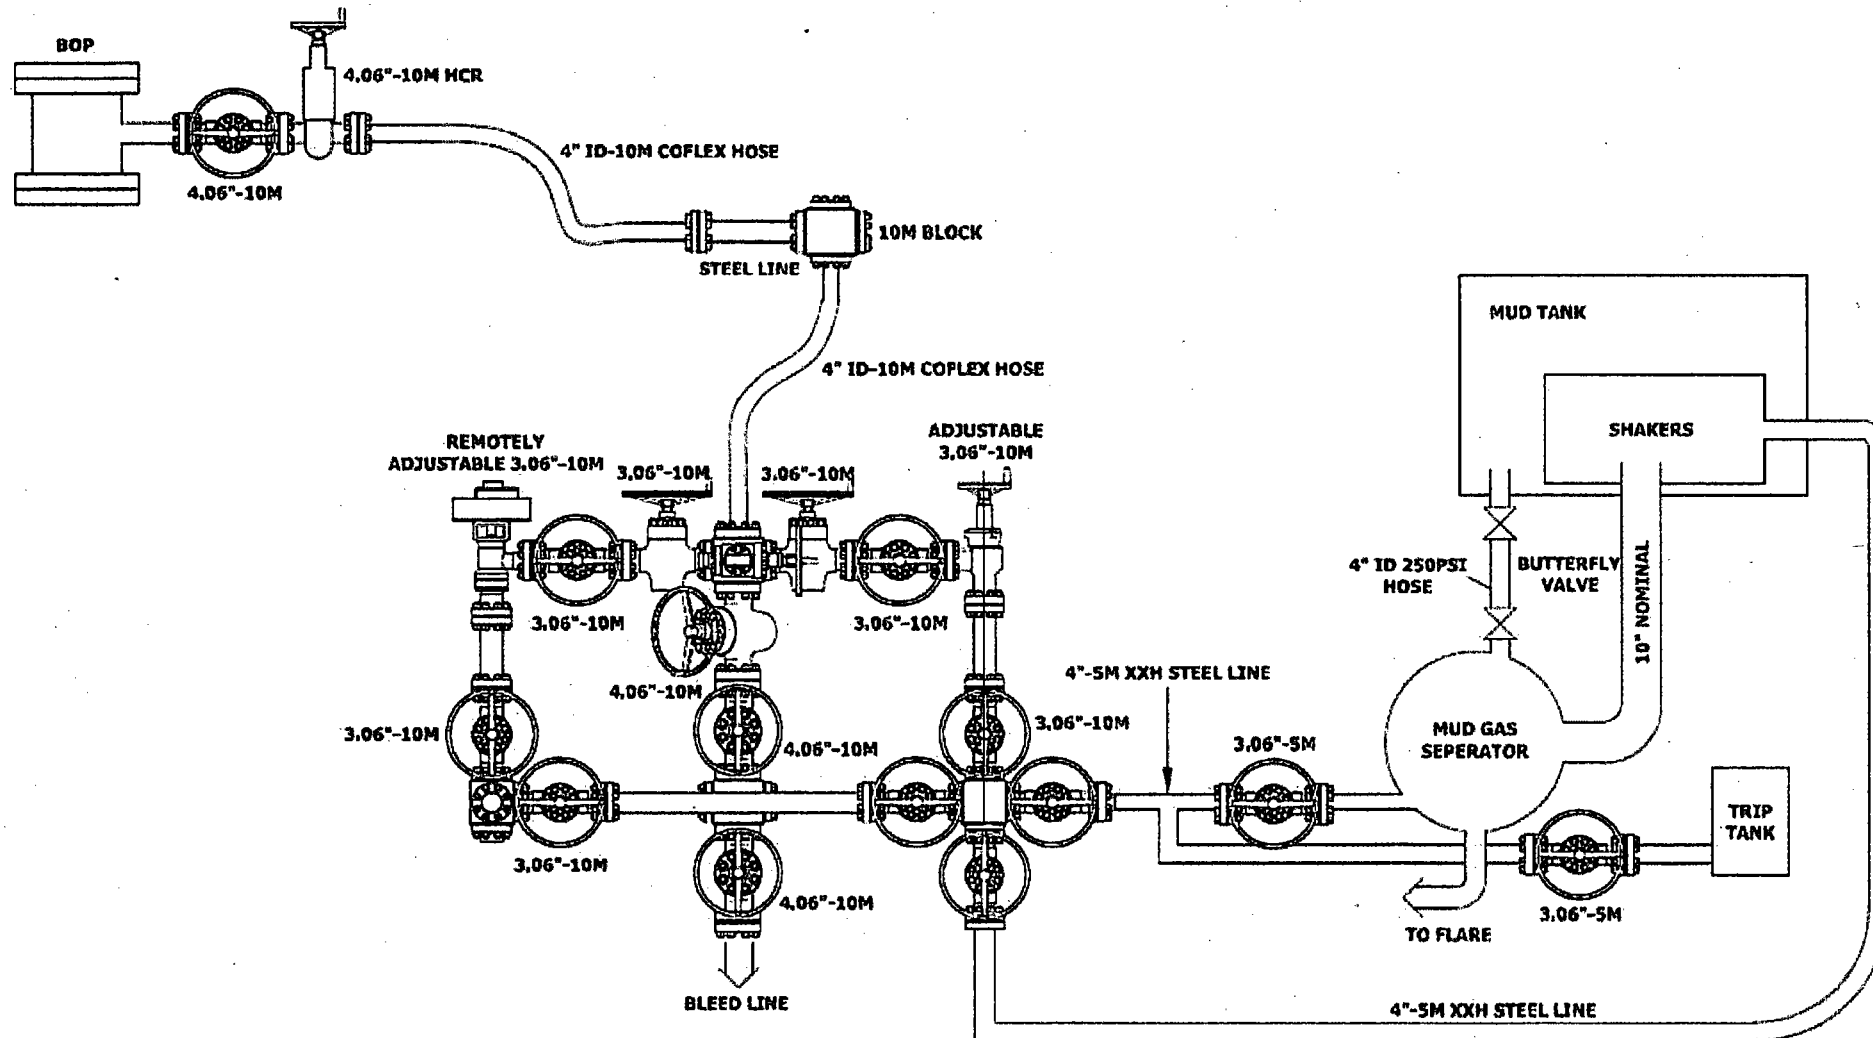 BOP
4.06"-10M HCR
4.06"-10M
4" ID-10M COFLEX HOSE
10M BLOCK
STEEL LINE
4" ID-10M COFLEX HOSE
MUD TANK
SHAKERS
REMOTELY
ADJUSTABLE 3.06"-10M
3.06"-10M
3.06"-10M
ADJUSTABLE
3.06"-10M
3.06"-10M
3.06"-10M
4.06"-10M
4" ID 250PSI
HOSE
BUTTERFLY
VALVE
10" NOMINAL
4"-5M XXH STEEL LINE
3.06"-10M
4.06"-10M
3.06"-10M
3.06"-5M
MUD GAS
SEPERATOR
TRIP
TANK
3.06"-10M
4.06"-10M
3.06"-5M
TO FLARE
BLEED LINE
4"-5M XXH STEEL LINE